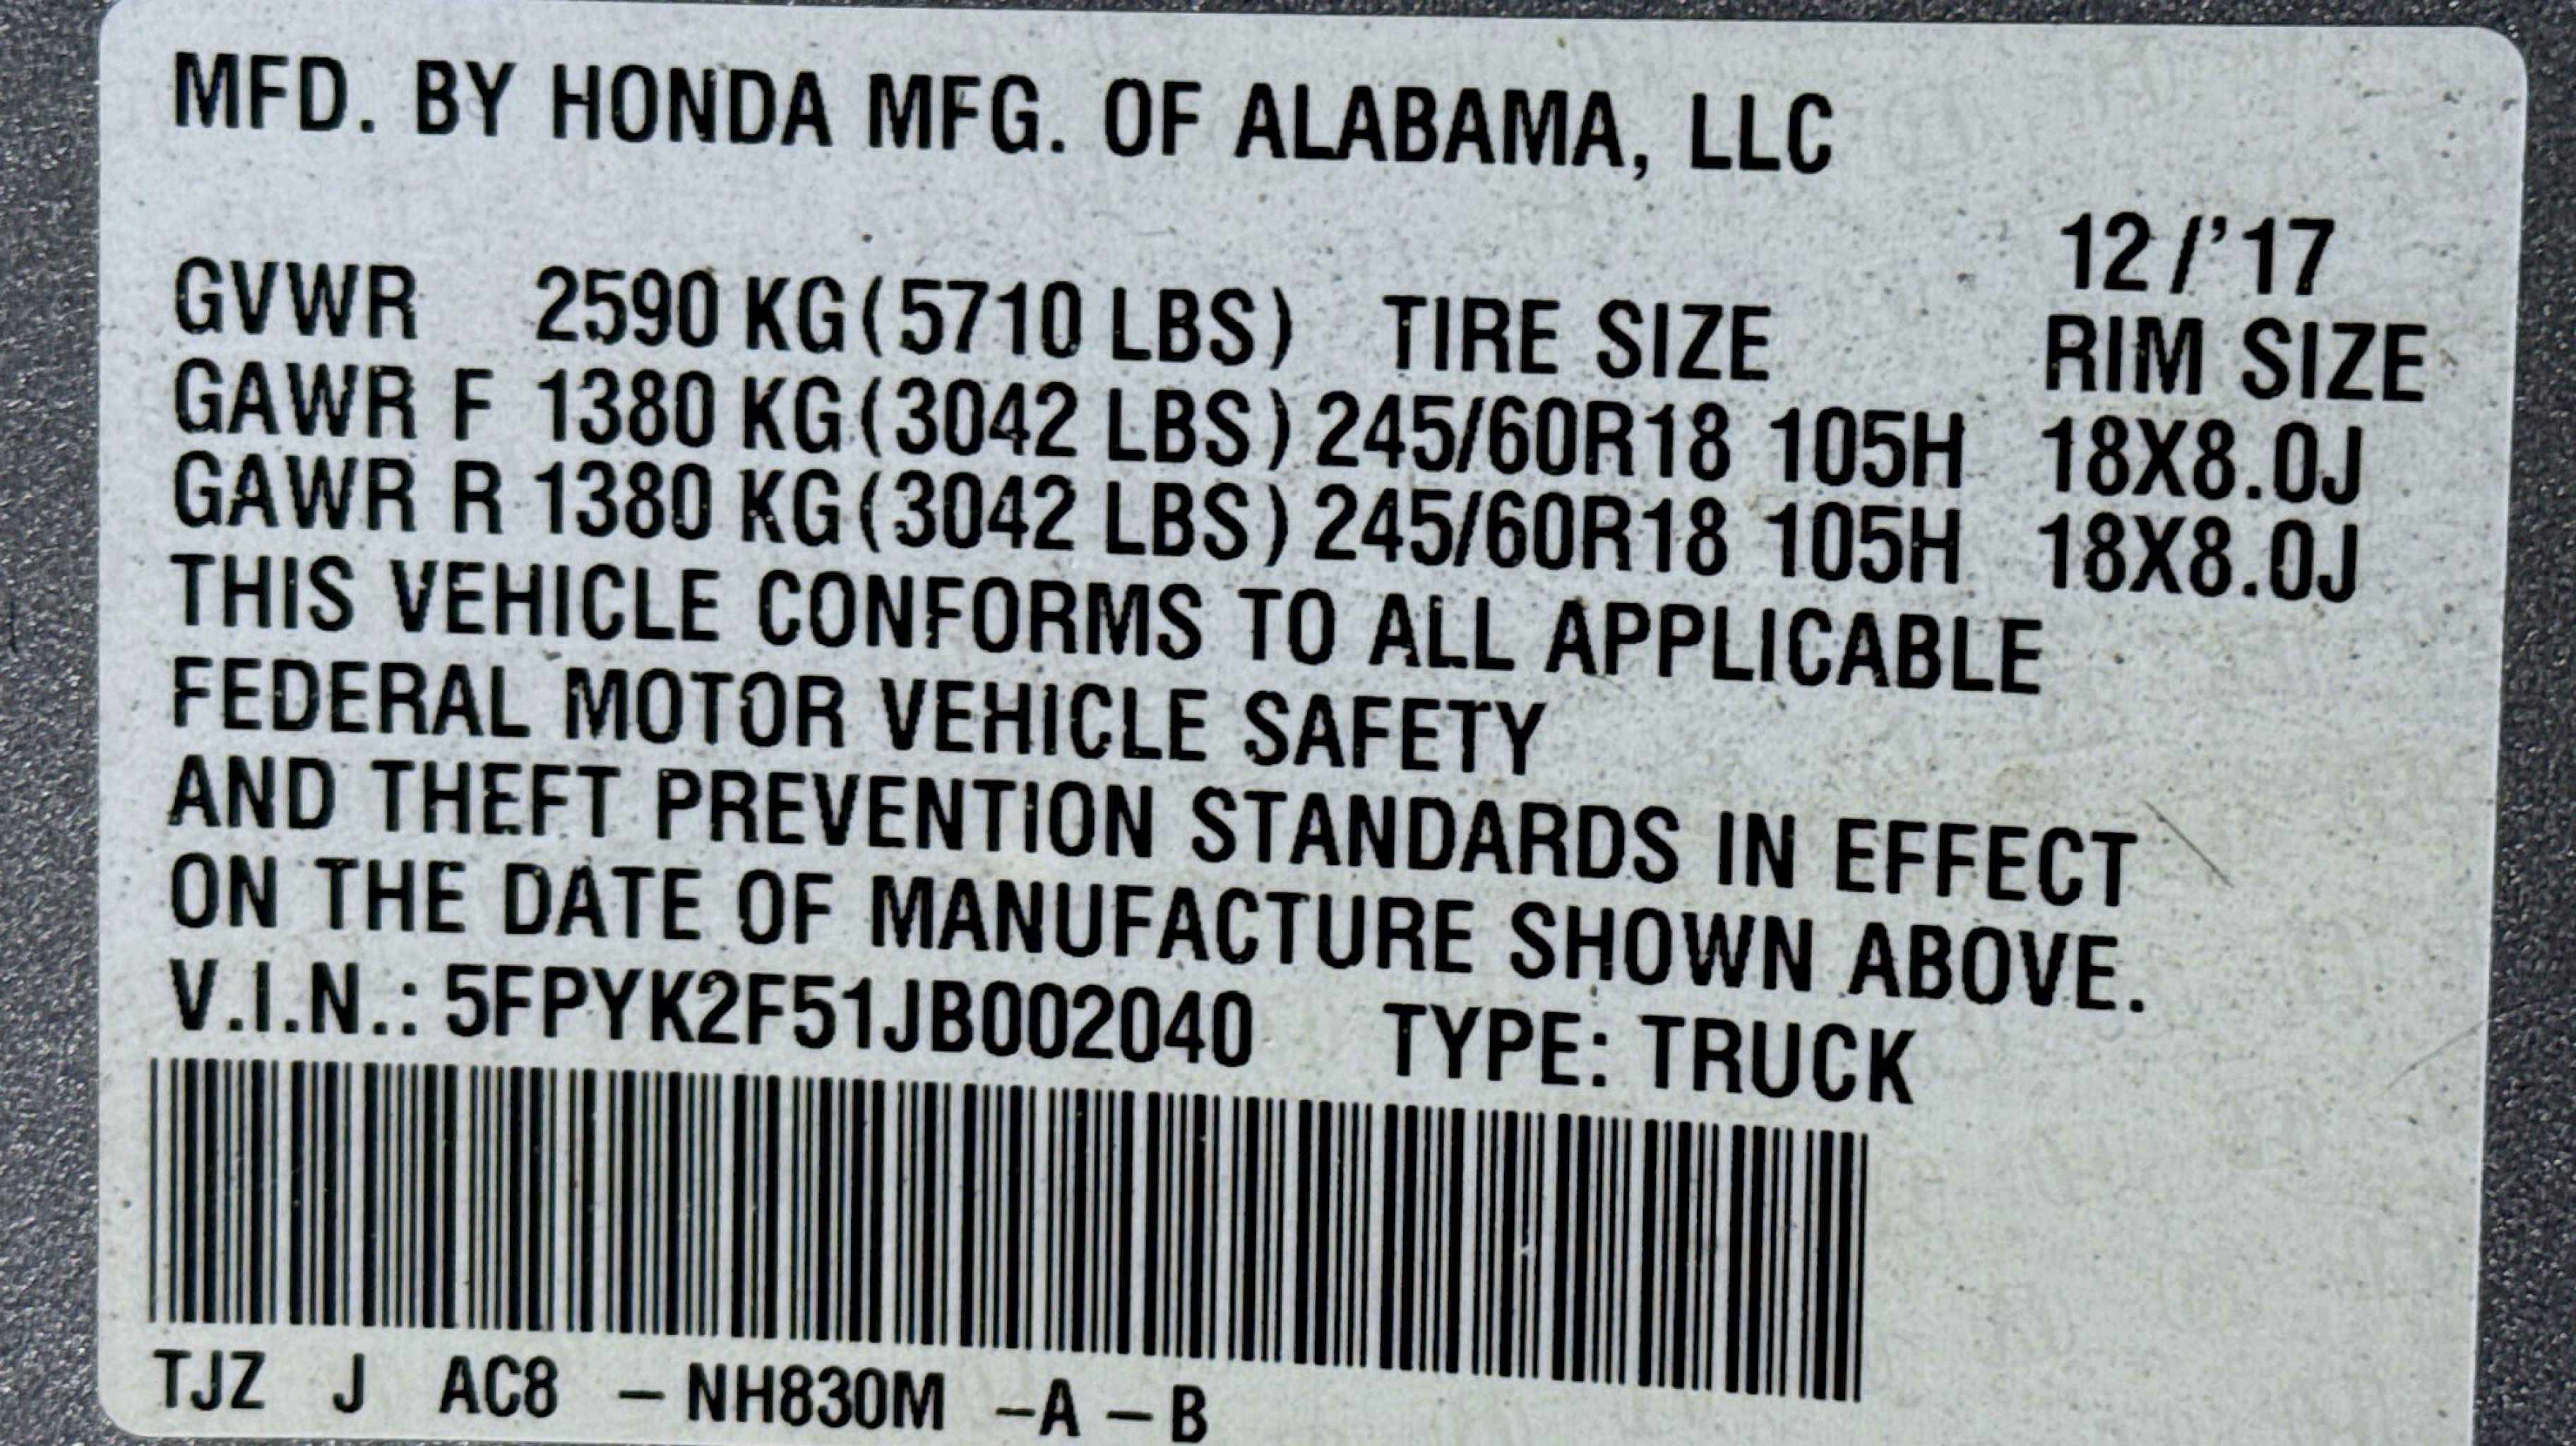 MFD. BY HONDA MFG. OF ALABAMA, LLC
12/'17
GVWR 2590 KG(5710 LBS) TIRE SIZE RIM SIZE
GAWR F 1380 KG(3042 LBS) 245/60R18 105H 18X8.0J
GAWR R 1380 KG(3042 LBS) 245/60R18 105H 18X8.0J
THIS VEHICLE CONFORMS TO ALL APPLICABLE
FEDERAL MOTOR VEHICLE SAFETY
AND THEFT PREVENTION STANDARDS IN EFFECT
ON THE DATE OF MANUFACTURE SHOWN ABOVE.
V.I.N.: 5FPYK2F51JB002040 TYPE: TRUCK
TJZ J AC8 – NH830M –A – B